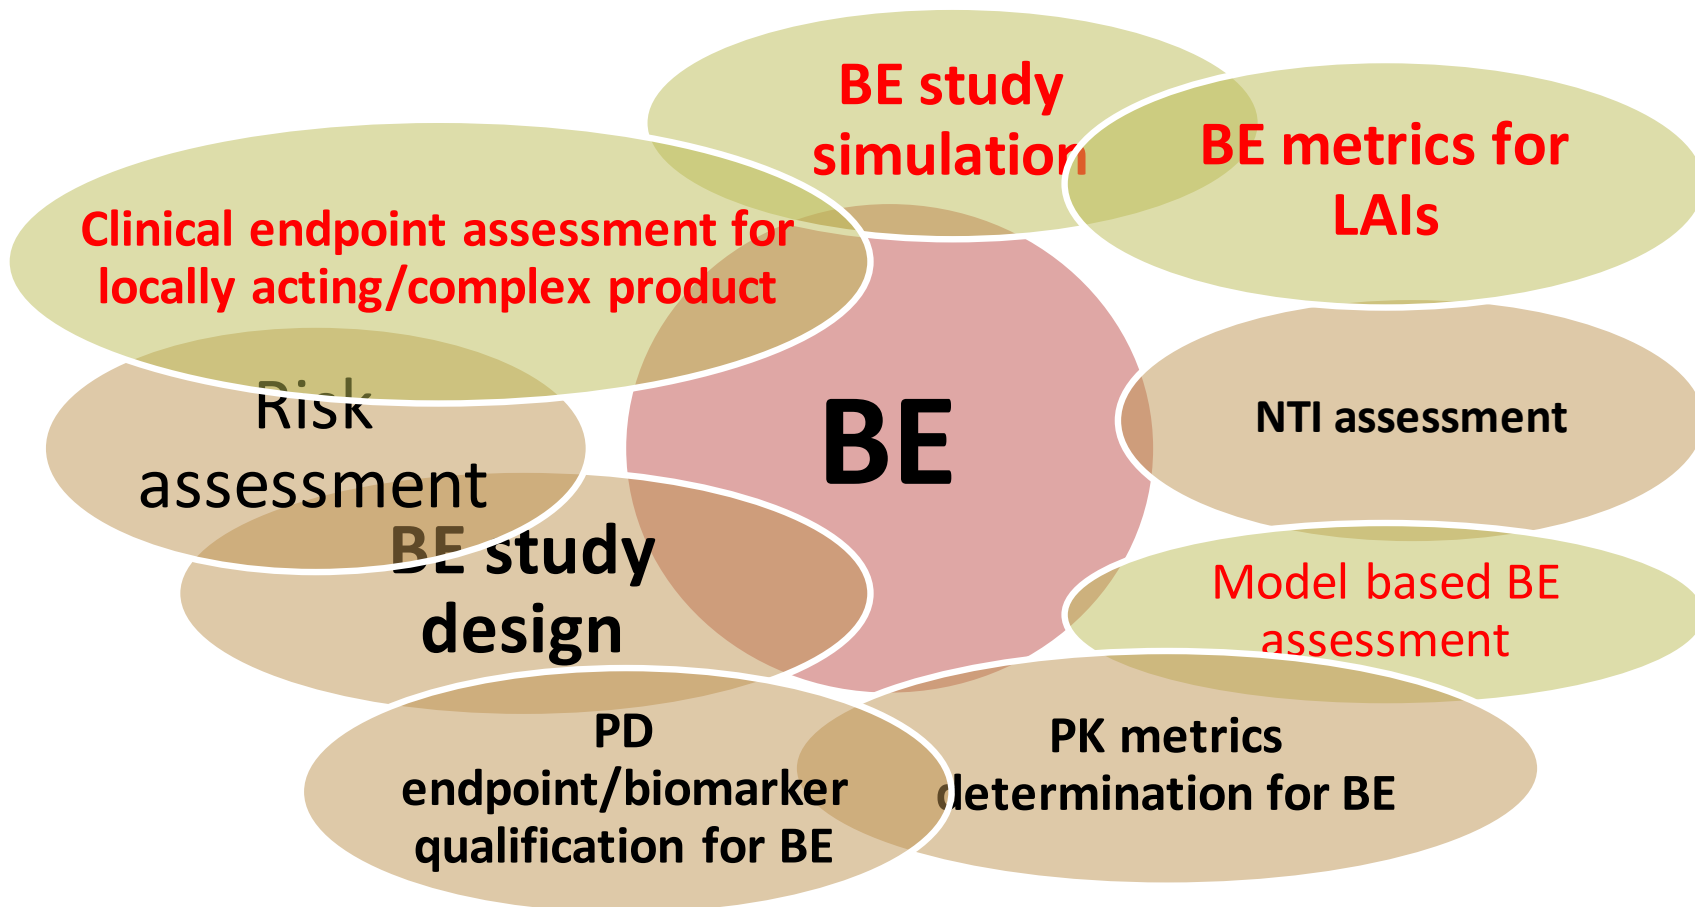 BE study
simulation
BE metrics for
LAIs
Clinical endpoint assessment for
locally acting/complex product
Risk
assessment
BE
NTI assessment
BE study
design
Model based BE
assessment
PD
endpoint/biomarker
qualification for BE
PK metrics
determination for BE